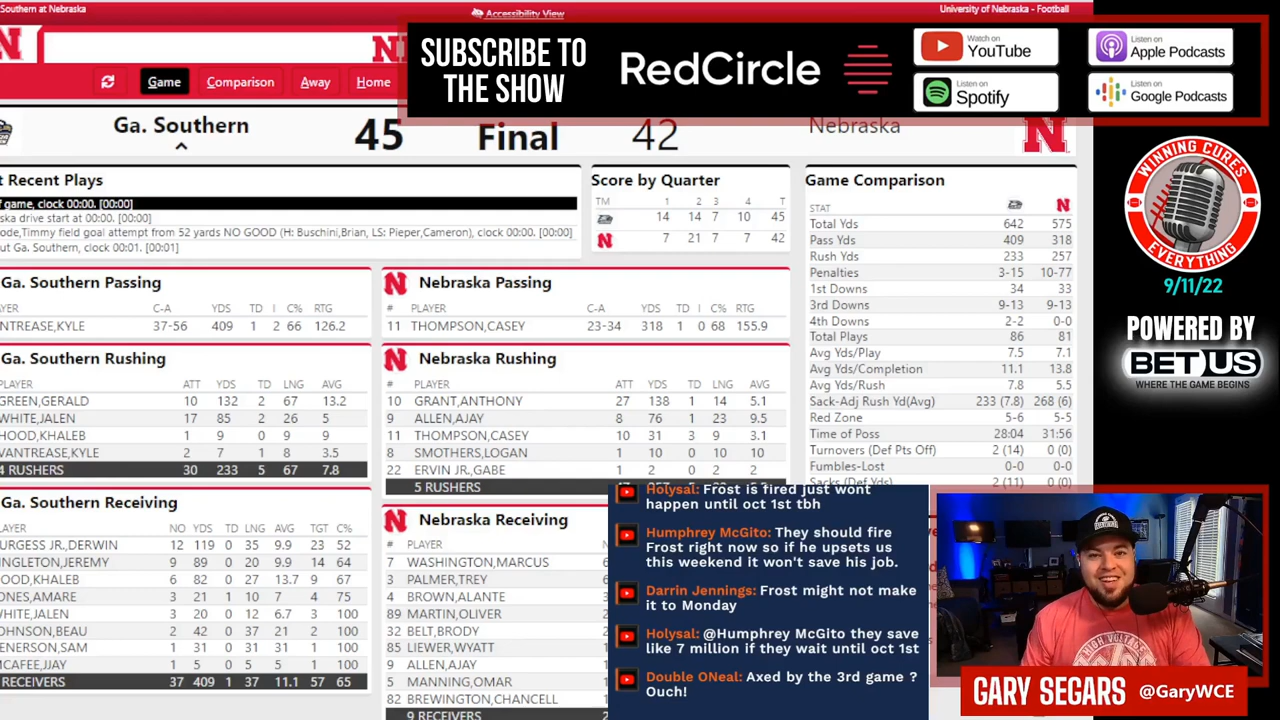 Southern at Nebraska
Accessibility View
University of Nebraska - Football
SUBSCRIBE TO
THE SHOW
RedCircle
Watch on
YouTube
Listen on
Apple Podcasts
Listen on
Spotify
Listen on
Google Podcasts
Game
Comparison
Away
Home
Ga. Southern
45
Final
42
Nebraska
Recent Plays
game, clock 00:00. [00:00]
ska drive start at 00:00. [00:00]
ode,Timmy field goal attempt from 52 yards NO GOOD (H: Buschini,Brian, LS: Pieper,Cameron), clock 00:00. [00:00]
ut Ga. Southern, clock 00:01. [00:01]
Score by Quarter
TM 1 2 3 4 T
14 14 7 10 45
N 7 21 7 7 42
Game Comparison
STAT N
Total Yds 642 575
Pass Yds 409 318
Rush Yds 233 257
Penalties 3-15 10-77
1st Downs 34 33
3rd Downs 9-13 9-13
4th Downs 2-2 0-0
Total Plays 86 81
Avg Yds/Play 7.5 7.1
Avg Yds/Completion 11.1 13.8
Avg Yds/Rush 7.8 5.5
Sack-Adj Rush Yd(Avg) 233 (7.8) 268 (6)
Red Zone 5-6 5-5
Time of Poss 28:04 31:56
Turnovers (Def Pts Off) 2 (14) 0 (0)
Fumbles-Lost 0-0 0-0
Sacks (Def Yds) 2 (11) 0 (0)
Ga. Southern Passing
AYER C-A YDS TD I C% RTG
NTREASE,KYLE 37-56 409 1 2 66 126.2
Ga. Southern Rushing
PLAYER ATT YDS TD LNG AVG
GREEN,GERALD 10 132 2 67 13.2
WHITE,JALEN 17 85 2 26 5
HOOD,KHALEB 1 9 0 9 9
VANTREASE,KYLE 2 7 1 8 3.5
4 RUSHERS 30 233 5 67 7.8
Ga. Southern Receiving
PLAYER NO YDS TD LNG AVG TGT C%
URGESS JR.,DERWIN 12 119 0 35 9.9 23 52
INGLETON,JEREMY 9 89 0 20 9.9 14 64
OOD,KHALEB 6 82 0 27 13.7 9 67
ONES,AMARE 3 21 0 10 7 4 75
WHITE,JALEN 3 20 0 12 6.7 3 100
OHNSON,BEAU 2 42 0 37 21 2 100
ENERSON,SAM 1 31 0 31 31 1 100
MCAFEE,JJAY 1 5 0 5 5 1 100
RECEIVERS 37 409 1 37 11.1 57 65
Nebraska Passing
# PLAYER C-A YDS TD I C% RTG
11 THOMPSON,CASEY 23-34 318 1 0 68 155.9
Nebraska Rushing
# PLAYER ATT YDS TD LNG AVG
10 GRANT,ANTHONY 27 138 1 14 5.1
9 ALLEN,AJAY 8 76 1 23 9.5
11 THOMPSON,CASEY 10 31 3 9 3.1
8 SMOTHERS,LOGAN 1 10 0 10 10
22 ERVIN JR.,GABE 1 2 0 2 2
5 RUSHERS
Nebraska Receiving
# PLAYER
7 WASHINGTON,MARCUS
3 PALMER,TREY
4 BROWN,ALANTE
89 MARTIN,OLIVER
32 BELT,BRODY
85 LIEWER,WYATT
9 ALLEN,AJAY
5 MANNING,OMAR
82 BREWINGTON,CHANCELL
9 RECEIVERS
Holysal: Frost is fired just wont
happen until oct 1st tbh
Humphrey McGito: They should fire
Frost right now so if he upsets us
this weekend it won't save his job.
Darrin Jennings: Frost might not make
it to Monday
Holysal: @Humphrey McGito they save
like 7 million if they wait until oct 1st
Double ONeal: Axed by the 3rd game ?
Ouch!
WINNING CURES
EVERYTHING
9/11/22
POWERED BY
BETUS
WHERE THE GAME BEGINS
HIGH VOLTAGE
GARY SEGARS @GaryWCE